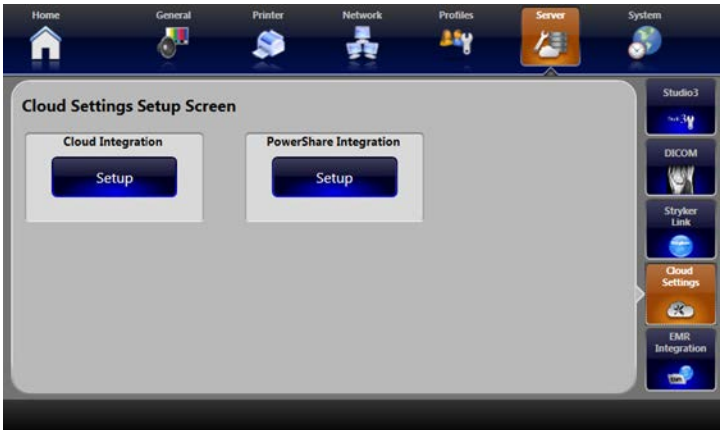 Home General Printer Network Profiles Server System
Cloud Settings Setup Screen
Cloud Integration
Setup
PowerShare Integration
Setup
Studio3
DICOM
Stryker
Link
Cloud
Settings
EMR
Integration